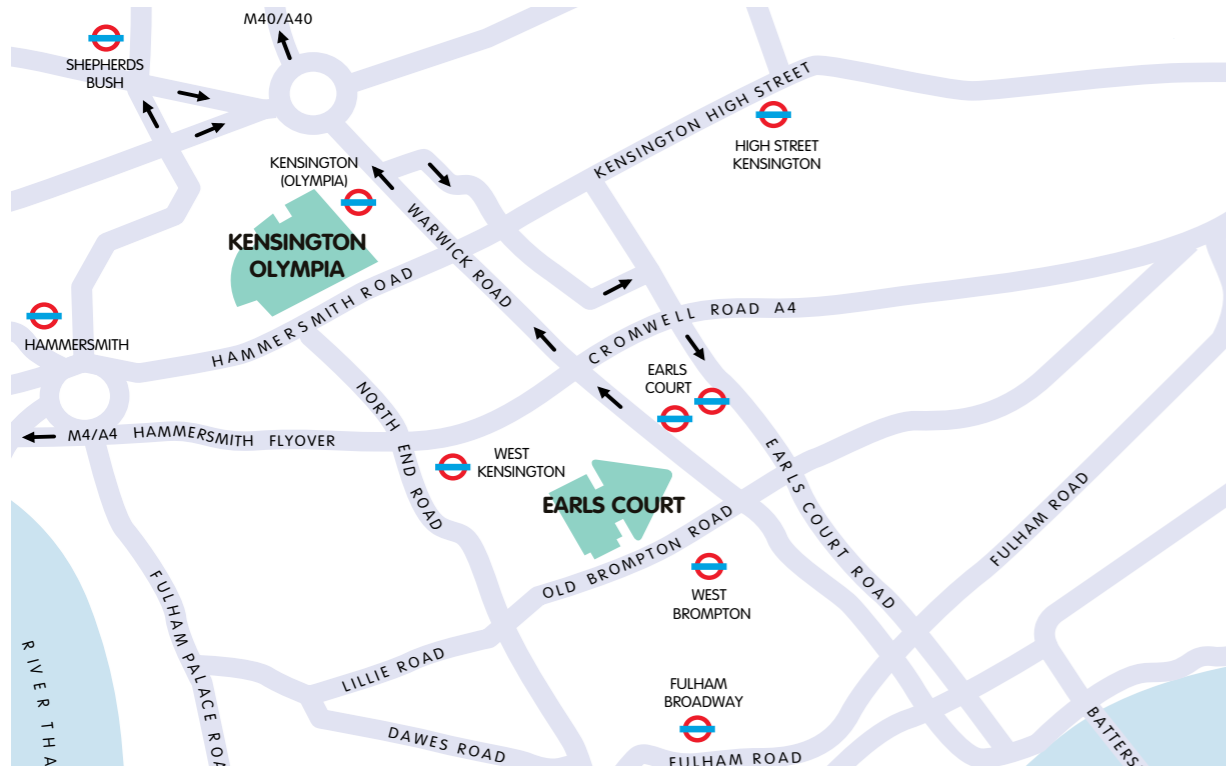 M40/A40
SHEPHERDS
BUSH
KENSINGTON HIGH STREET
HIGH STREET
KENSINGTON
KENSINGTON
(OLYMPIA)
WARWICK ROAD
KENSINGTON
OLYMPIA
HAMMERSMITH ROAD
HAMMERSMITH
CROMWELL ROAD A4
EARLS
COURT
NORTH END ROAD
M4/A4 HAMMERSMITH FLYOVER
WEST
KENSINGTON
EARLS COURT
EARLS COURT ROAD
OLD BROMPTON ROAD
FULHAM ROAD
WEST
BROMPTON
FULHAM PALACE ROA
RIVER THA
LILLIE ROAD
FULHAM
BROADWAY
DAWES ROAD
FULHAM ROAD
BATTERS